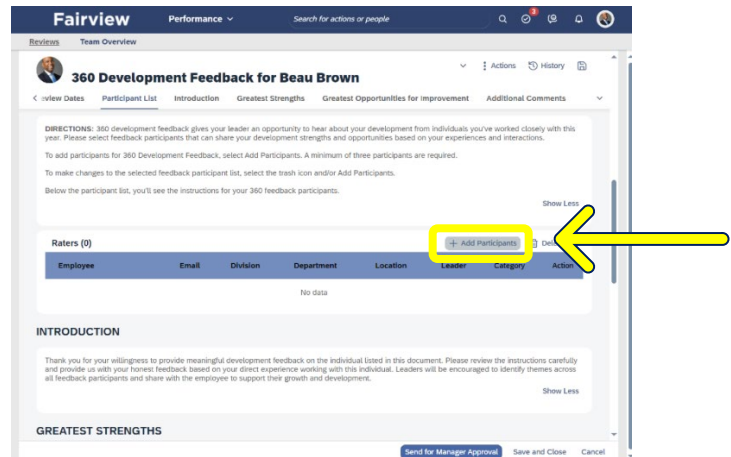 Fairview Performance Search for actions or people 3
Reviews Team Overview
360 Development Feedback for Beau Brown Actions History
eview Dates Participant List Introduction Greatest Strengths Greatest Opportunities for Improvement Additional Comments
DIRECTIONS: 360 development feedback gives your leader an opportunity to hear about your development from individuals you've worked closely with this
year. Please select feedback participants that can share your development strengths and opportunities based on your experiences and interactions.
To add participants for 360 Development Feedback, select Add Participants. A minimum of three participants are required.
To make changes to the selected feedback participant list, select the trash icon and/or Add Participants.
Below the participant list, you'll see the instructions for your 360 feedback participants.
Show Less
Raters (0) + Add Participants
Employee Email Division Department Location Leader Category Action
No data
INTRODUCTION
Thank you for your willingness to provide meaningful development feedback on the individual listed in this document. Please review the instructions carefully
and provide us with your honest feedback based on your direct experience working with this individual. Leaders will be encouraged to identify themes across
all feedback participants and share with the employee to support their growth and development.
Show Less
GREATEST STRENGTHS
Send for Manager Approval Save and Close Cancel